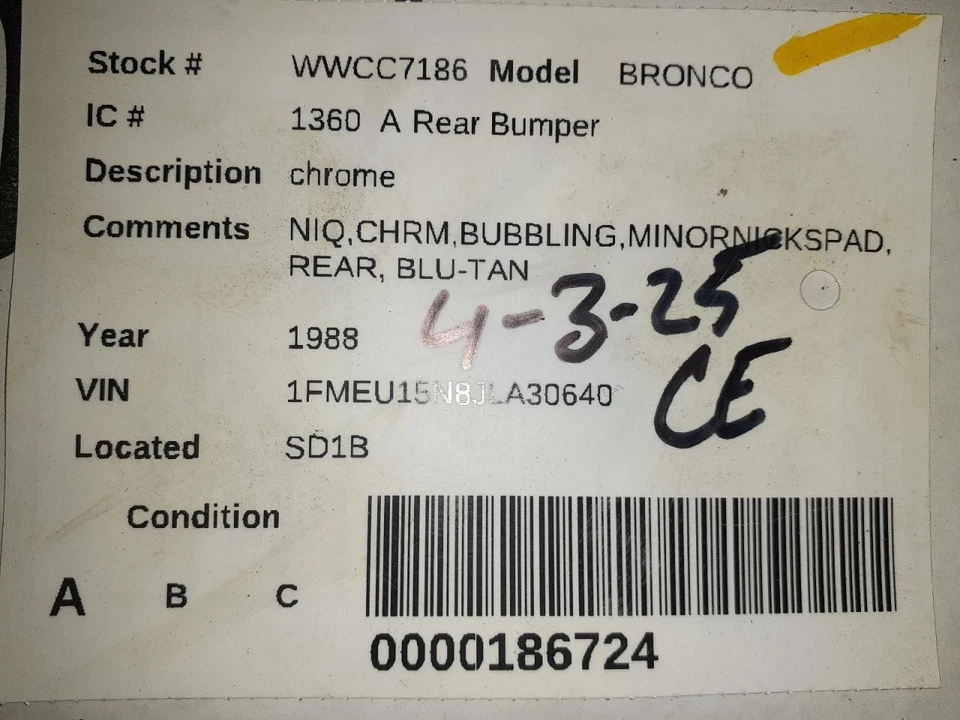 Stock # WWCC7186 Model BRONCO
IC # 1360 A Rear Bumper
Description chrome
Comments NIQ,CHRM,BUBBLING,MINORNICKSPAD,
REAR, BLU-TAN
4-3-25
Year 1988
CE
VIN 1FMEU15N8JLA30640
Located SD1B
Condition
A B C
0000186724